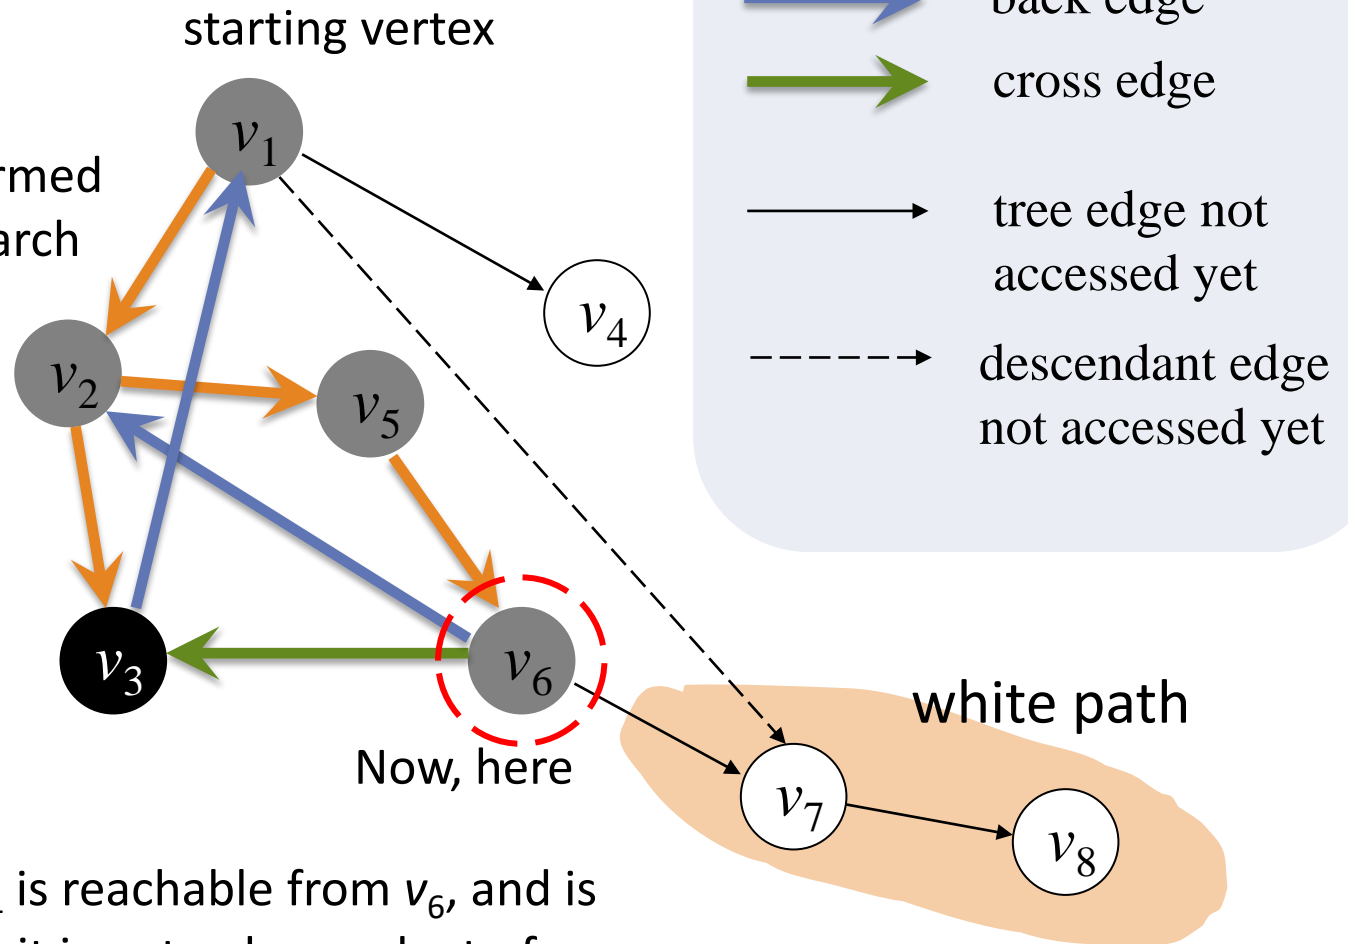 starting vertex
back edge
cross edge
v1
rmed
arch
tree edge not
accessed yet
v4
descendant edge
not accessed yet
v2
v5
v3
v6
white path
Now, here
v7
v8
is reachable from v6, and is